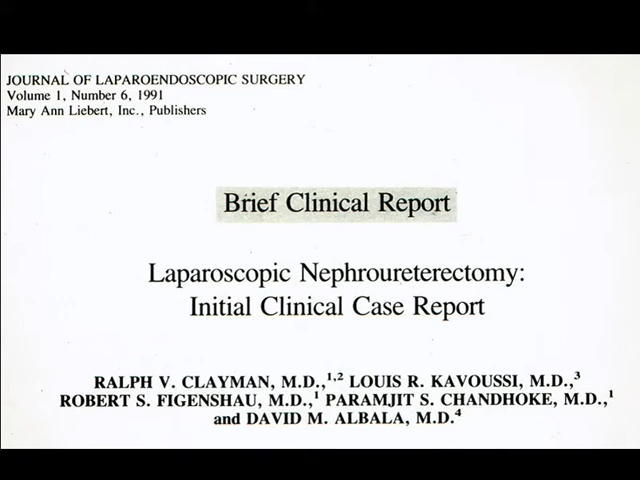 JOURNAL OF LAPAROENDOSCOPIC SURGERY
Volume 1, Number 6, 1991
Mary Ann Liebert, Inc., Publishers
Brief Clinical Report
Laparoscopic Nephroureterectomy:
Initial Clinical Case Report
RALPH V. CLAYMAN, M.D.,1,2 LOUIS R. KAVOUSSI, M.D.,3
ROBERT S. FIGENSHAU, M.D.,1 PARAMJIT S. CHANDHOKE, M.D.,1
and DAVID M. ALBALA, M.D.4